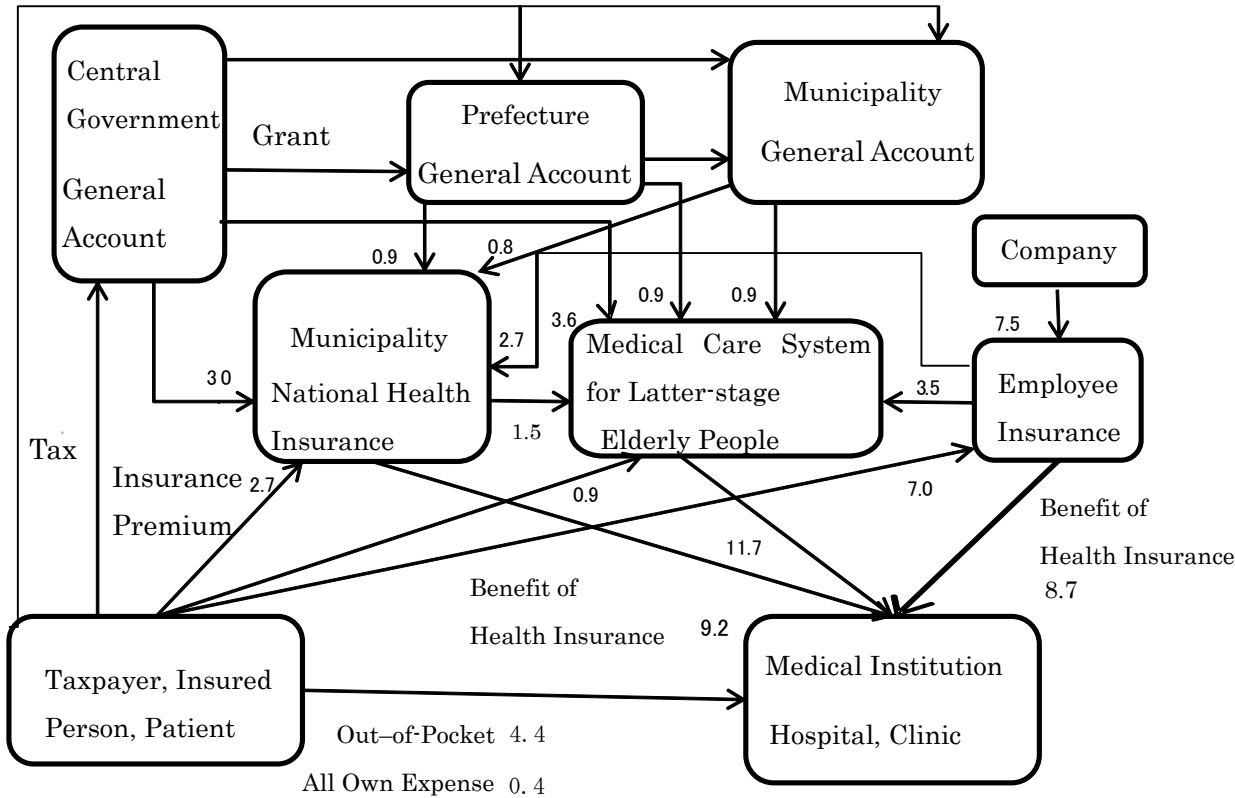 Central
Government
General
Account
Grant
Prefecture
General Account
Municipality
General Account
Company
0.9
0.8
0.9
0.9
7.5
3.6
2.7
Municipality
National Health
Insurance
Medical Care System
for Latter-stage
Elderly People
Employee
Insurance
30
3.5
1.5
Tax
Insurance
Premium
2.7
0.9
7.0
Benefit of
Health Insurance
8.7
11.7
Benefit of
Health Insurance
9.2
Taxpayer, Insured
Person, Patient
Medical Institution
Hospital, Clinic
Out–of-Pocket 4.4
All Own Expense 0.4